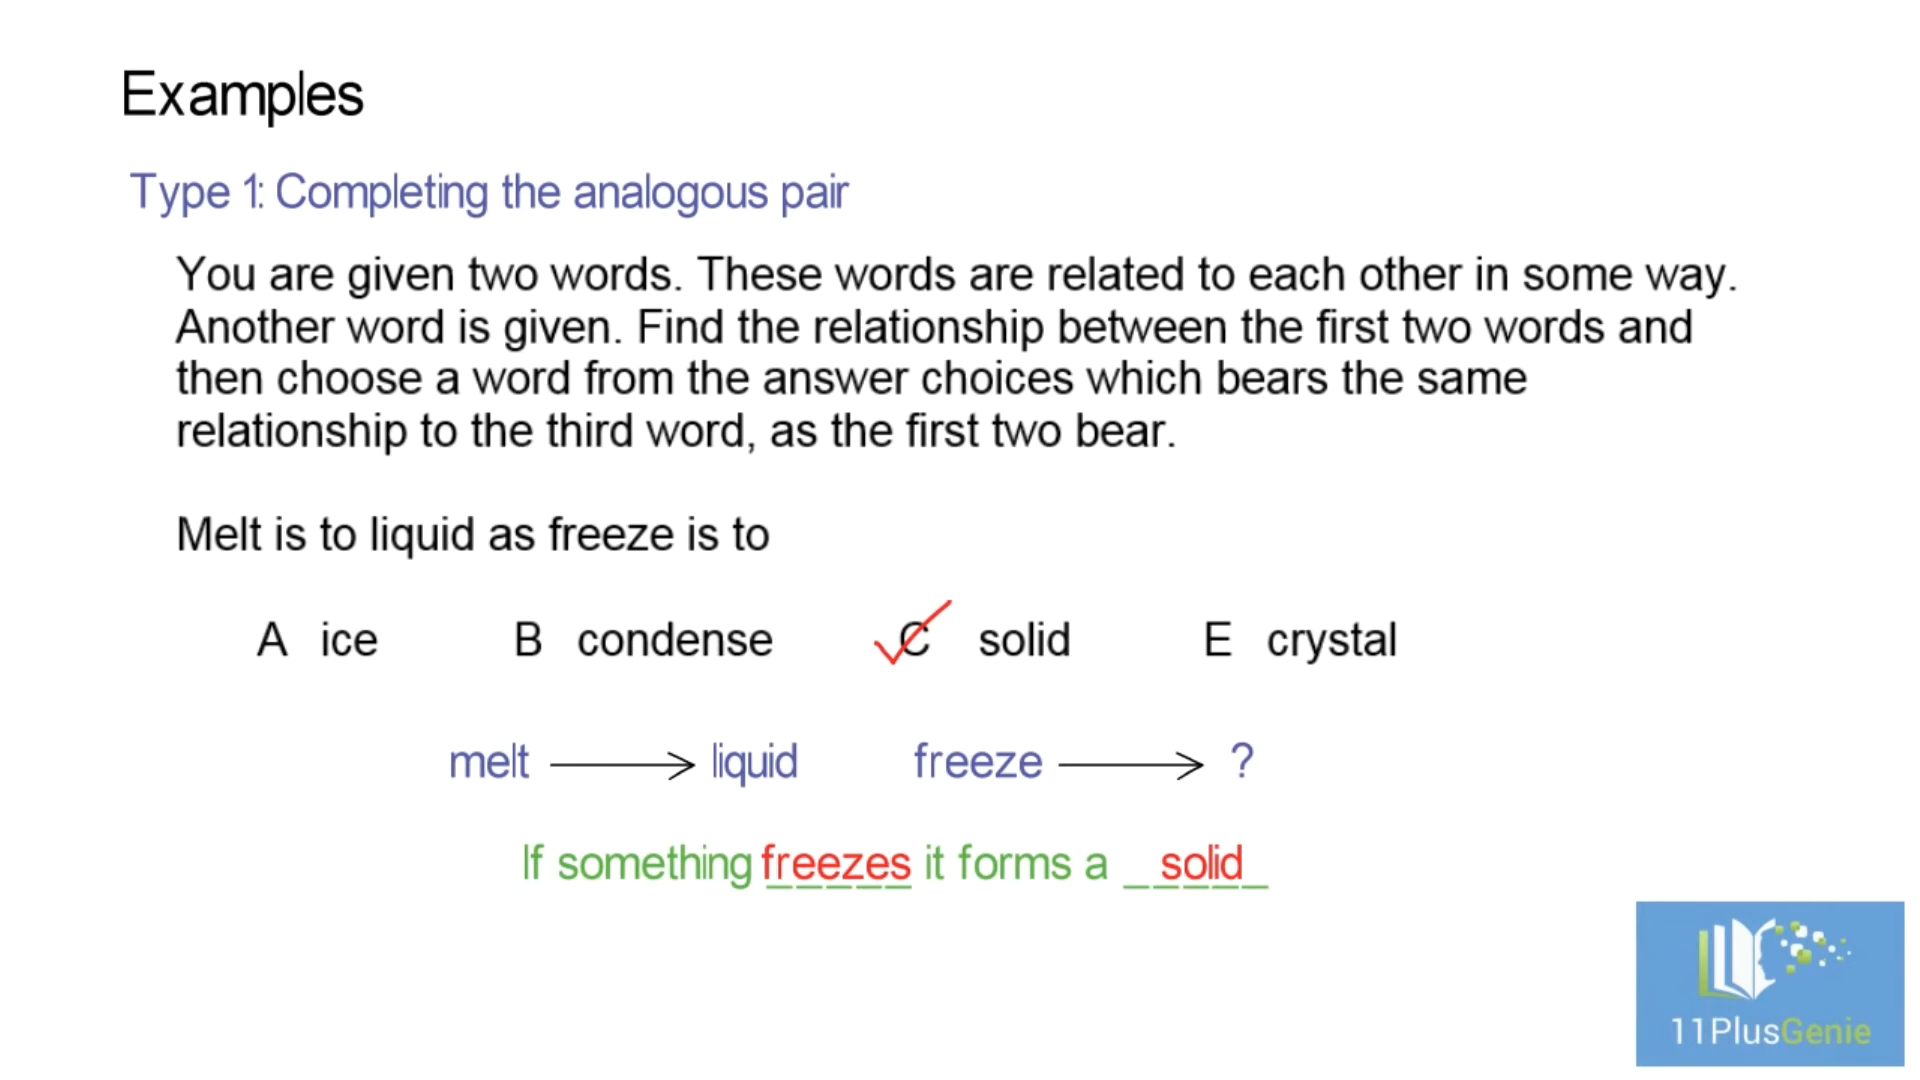 Examples
Type 1: Completing the analogous pair
You are given two words. These words are related to each other in some way.
Another word is given. Find the relationship between the first two words and
then choose a word from the answer choices which bears the same
relationship to the third word, as the first two bear.
Melt is to liquid as freeze is to
A ice B condense C solid E crystal
melt liquid freeze ?
If something freezes it forms a solid
11PlusGenie